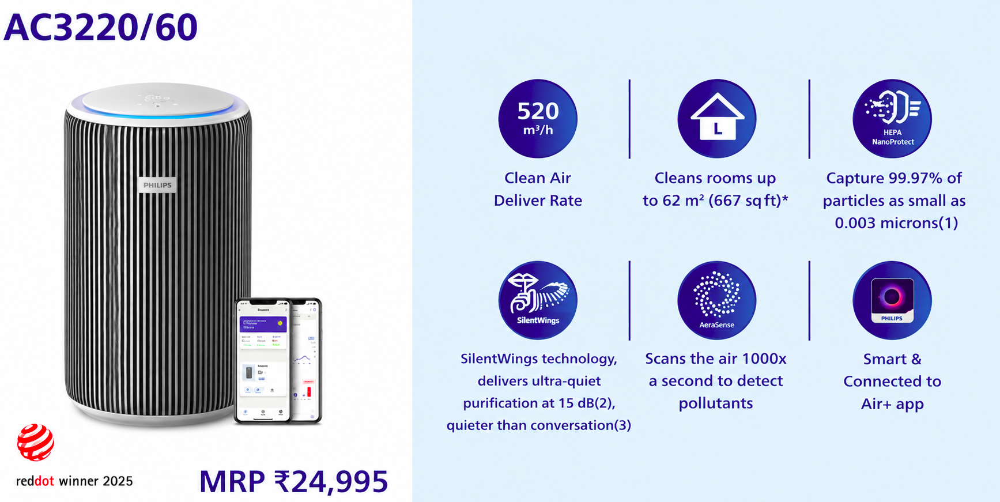 AC3220/60
PHILIPS
reddot winner 2025
MRP ₹24,995
520
m³/h
Clean Air
Deliver Rate
L
Cleans rooms up
to 62 m² (667 sq ft)*
HEPA
NanoProtect
Capture 99.97% of
particles as small as
0.003 microns(1)
SilentWings
SilentWings technology,
delivers ultra-quiet
purification at 15 dB(2),
quieter than conversation(3)
AeraSense
Scans the air 1000x
a second to detect
pollutants
PHILIPS
Smart &
Connected to
Air+ app